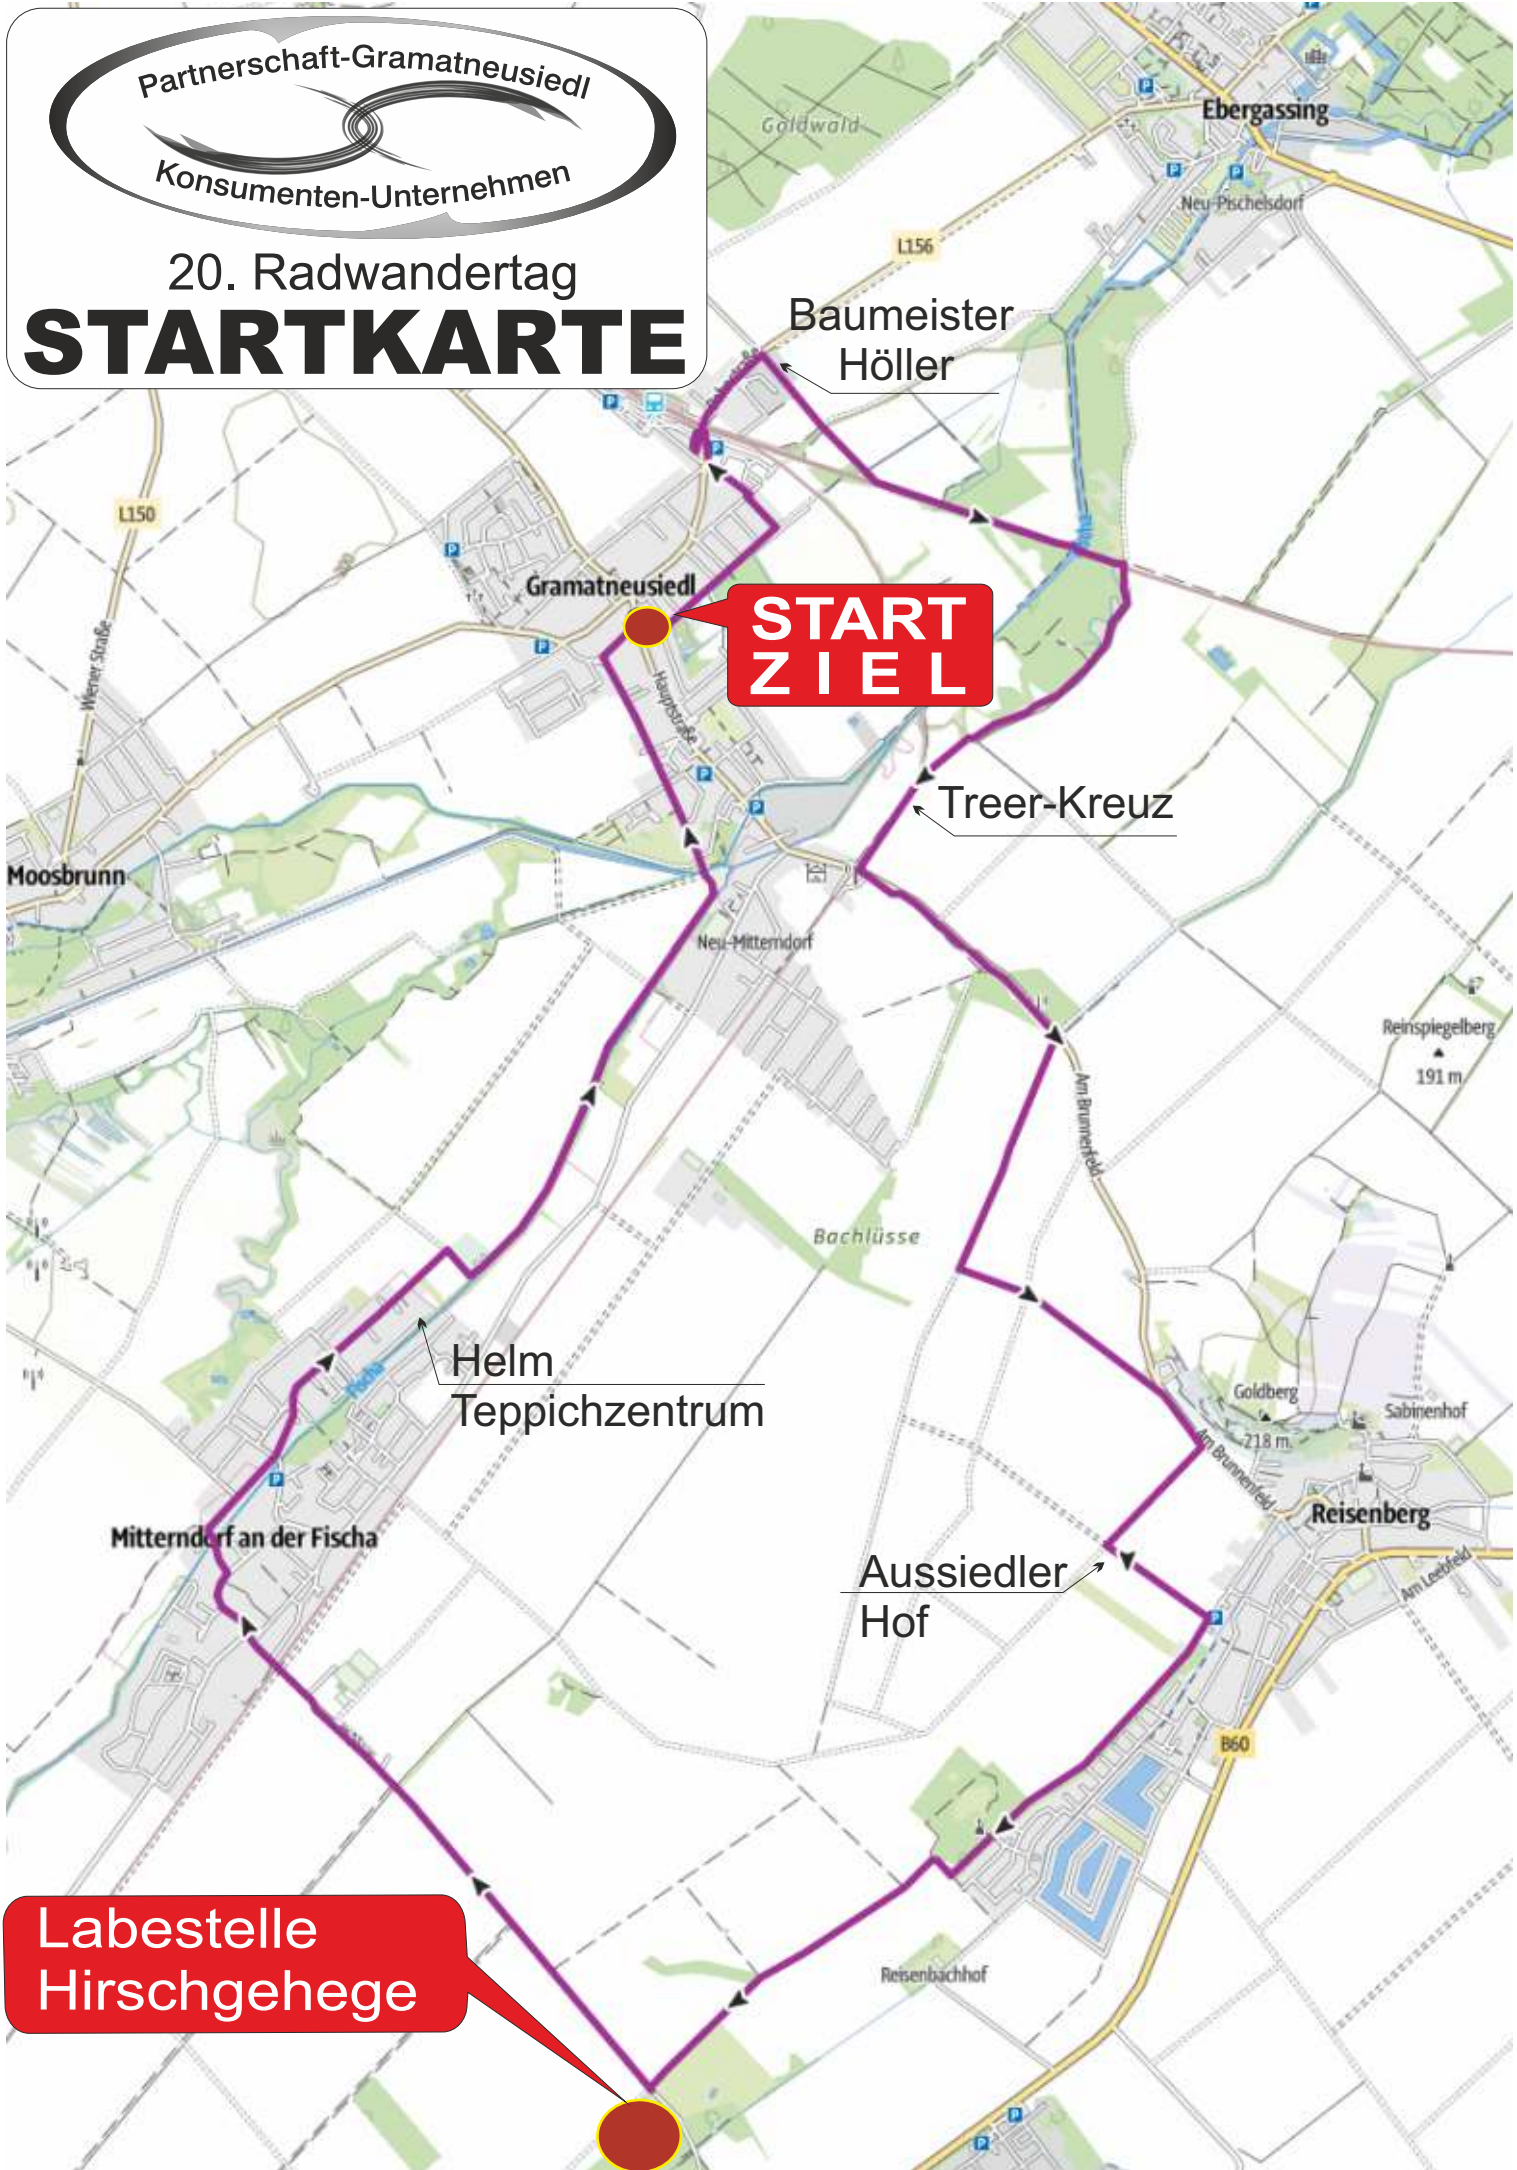 Partnerschaft-Gramatneusiedl
Konsumenten-Unternehmen
20. Radwandertag
STARTKARTE
Goldwald
Ebergassing
Neu-Pischelsdorf
L156
Baumeister
Höller
L150
Wiener Straße
Gramatneusiedl
START
ZIEL
Hauptstraße
Treer-Kreuz
Moosbrunn
Neu-Mitterndorf
Reinspiegelberg
191 m
Am Brunnenfeld
Bachlüsse
Helm
Teppichzentrum
Fischa
Goldberg
218 m
Sabinenhof
Am Brunnenfeld
Reisenberg
Mitterndorf an der Fischa
Aussiedler
Hof
Am Leebfeld
B60
Labestelle
Hirschgehege
Reisenbachhof